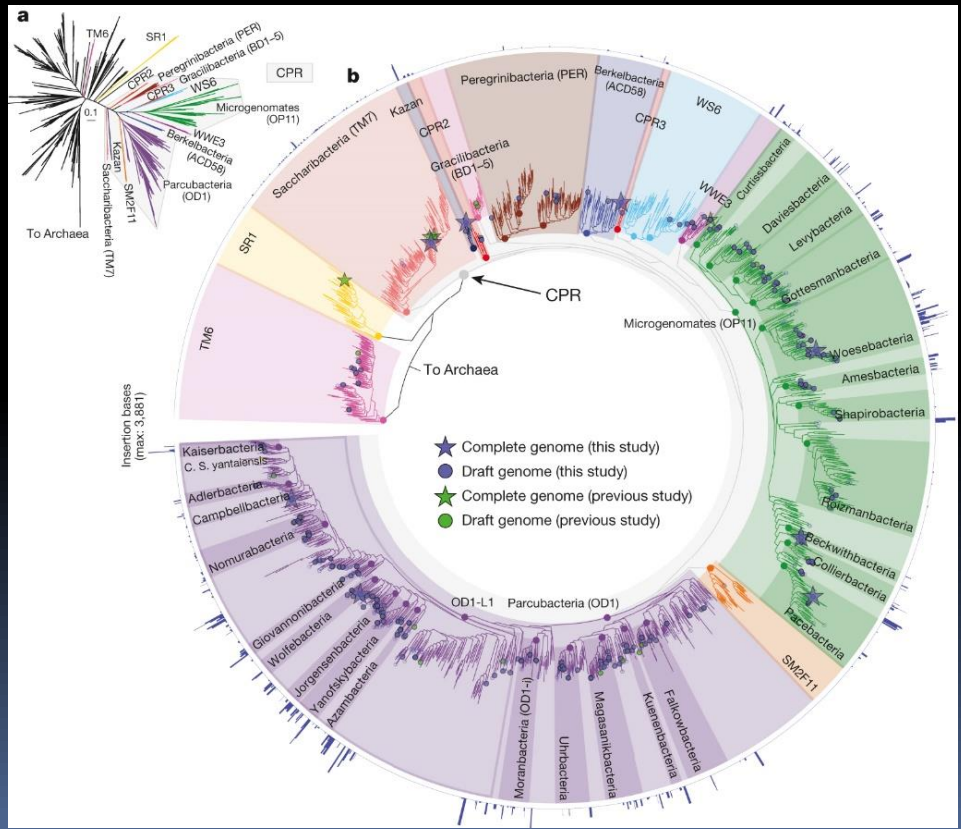 a
TM6
SR1
CPR2
Peregrinibacteria (PER)
Gracilibacteria (BD1–5)
CPR3
WS6
CPR
Microgenomates
(OP11)
0.1
WWE3
Berkelbacteria
(ACD58)
Parcubacteria
(OD1)
Kazan
SM2F11
Saccharibacteria (TM7)
To Archaea
b
TM6
SR1
Saccharibacteria (TM7)
Kazan
CPR2
Gracilibacteria
(BD1–5)
Peregrinibacteria (PER)
Berkelbacteria
(ACD58)
CPR3
WS6
WWE3
Curtissbacteria
Daviesbacteria
Levybacteria
Gottesmanbacteria
Microgenomates (OP11)
Woesebacteria
Amesbacteria
Shapirobacteria
Roizmanbacteria
Beckwithbacteria
Collierbacteria
Pacebacteria
SM2F11
CPR
To Archaea
Complete genome (this study)
Draft genome (this study)
Complete genome (previous study)
Draft genome (previous study)
Insertion bases
(max: 3,881)
Kaiserbacteria
C. S. yantaiensis
Adlerbacteria
Campbellbacteria
Nomurabacteria
Giovannonibacteria
Wolfebacteria
Jorgensenbacteria
Yanofskybacteria
Azambacteria
OD1-L1
Parcubacteria (OD1)
Moranbacteria (OD1-i)
Uhrbacteria
Magasanikbacteria
Kuenenbacteria
Falkowbacteria